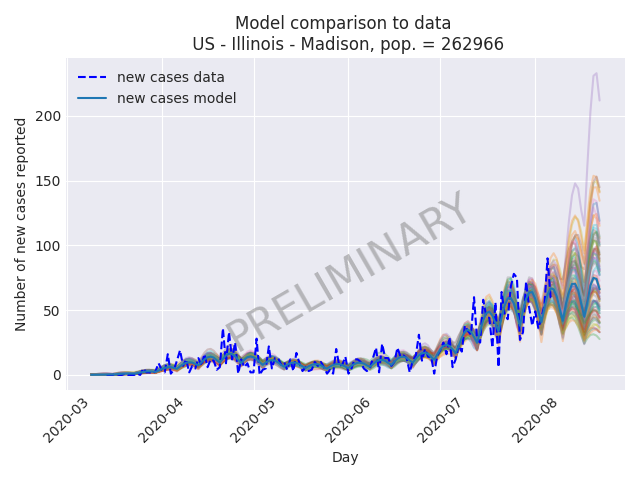 Model comparison to data
US - Illinois - Madison, pop. = 262966
new cases data
new cases model
PRELIMINARY
Number of new cases reported
200
150
100
50
0
2020-03
2020-04
2020-05
2020-06
2020-07
2020-08
Day